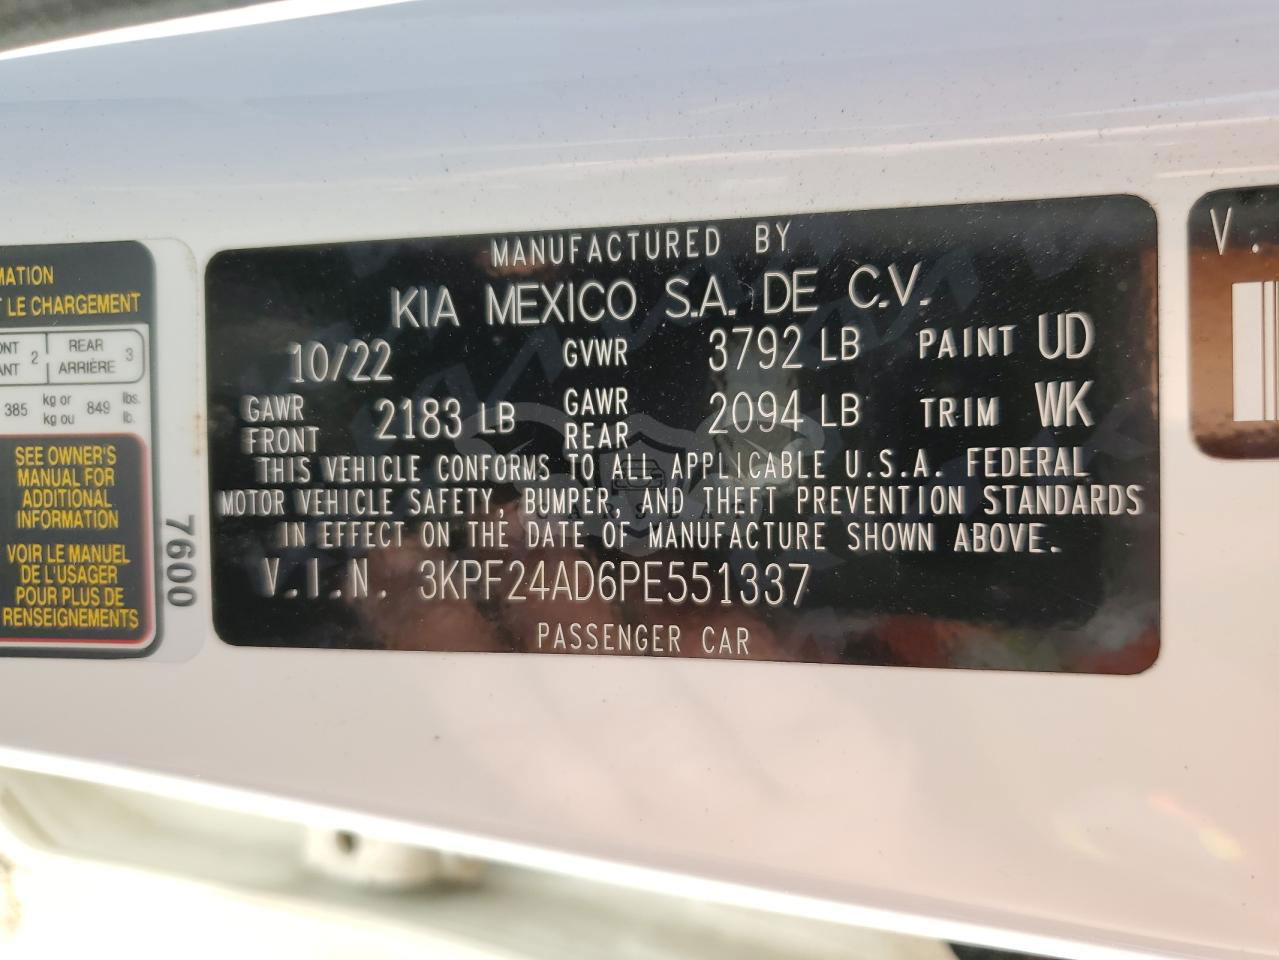 MATION
T LE CHARGEMENT
ONT 2 REAR 3
ANT ARRIÈRE
385 kg or 849 lbs.
kg ou lb.
SEE OWNER'S
MANUAL FOR
ADDITIONAL
INFORMATION
VOIR LE MANUEL
DE L'USAGER
POUR PLUS DE
RENSEIGNEMENTS
7600
MANUFACTURED BY
KIA MEXICO S.A. DE C.V.
10/22 GVWR 3792 LB PAINT UD
GAWR FRONT 2183 LB GAWR REAR 2094 LB TRIM WK
THIS VEHICLE CONFORMS TO ALL APPLICABLE U.S.A. FEDERAL
MOTOR VEHICLE SAFETY, BUMPER, AND THEFT PREVENTION STANDARDS
IN EFFECT ON THE DATE OF MANUFACTURE SHOWN ABOVE.
V.I.N. 3KPF24AD6PE551337
PASSENGER CAR
V.